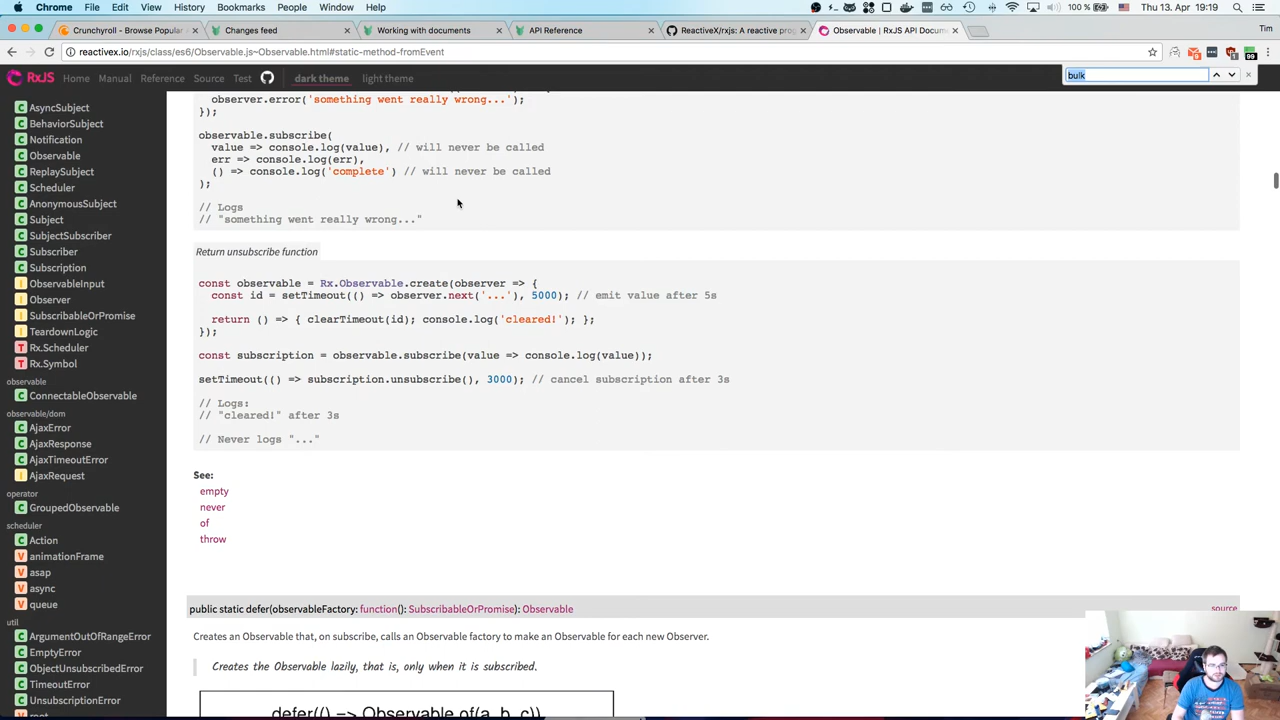 Chrome File Edit View History Bookmarks People Window Help 100 % Thu 13. Apr 19:19
Crunchyroll - Browse Popular × Changes feed × Working with documents × API Reference × ReactiveX/rxjs: A reactive prog × Observable | RxJS API Docum × Tim
reactivex.io/rxjs/class/es6/Observable.js~Observable.html#static-method-fromEvent
RxJS Home Manual Reference Source Test dark theme light theme
bulk
C AsyncSubject
C BehaviorSubject
C Notification
C Observable
C ReplaySubject
C Scheduler
C AnonymousSubject
C Subject
C SubjectSubscriber
C Subscriber
C Subscription
I ObservableInput
I Observer
I SubscribableOrPromise
I TeardownLogic
T Rx.Scheduler
T Rx.Symbol
observable
C ConnectableObservable
observable/dom
C AjaxError
C AjaxResponse
C AjaxTimeoutError
I AjaxRequest
operator
C GroupedObservable
scheduler
C Action
V animationFrame
V asap
V async
V queue
util
C ArgumentOutOfRangeError
C EmptyError
C ObjectUnsubscribedError
C TimeoutError
C UnsubscriptionError
V root
observer.error('something went really wrong...');
});
observable.subscribe(
value => console.log(value), // will never be called
err => console.log(err),
() => console.log('complete') // will never be called
);
// Logs
// "something went really wrong..."
Return unsubscribe function
const observable = Rx.Observable.create(observer => {
const id = setTimeout(() => observer.next('...'), 5000); // emit value after 5s
return () => { clearTimeout(id); console.log('cleared!'); };
});
const subscription = observable.subscribe(value => console.log(value));
setTimeout(() => subscription.unsubscribe(), 3000); // cancel subscription after 3s
// Logs:
// "cleared!" after 3s
// Never logs "..."
See:
empty
never
of
throw
public static defer(observableFactory: function(): SubscribableOrPromise): Observable source
Creates an Observable that, on subscribe, calls an Observable factory to make an Observable for each new Observer.
Creates the Observable lazily, that is, only when it is subscribed.
defer(() => Observable.of(a, b, c))